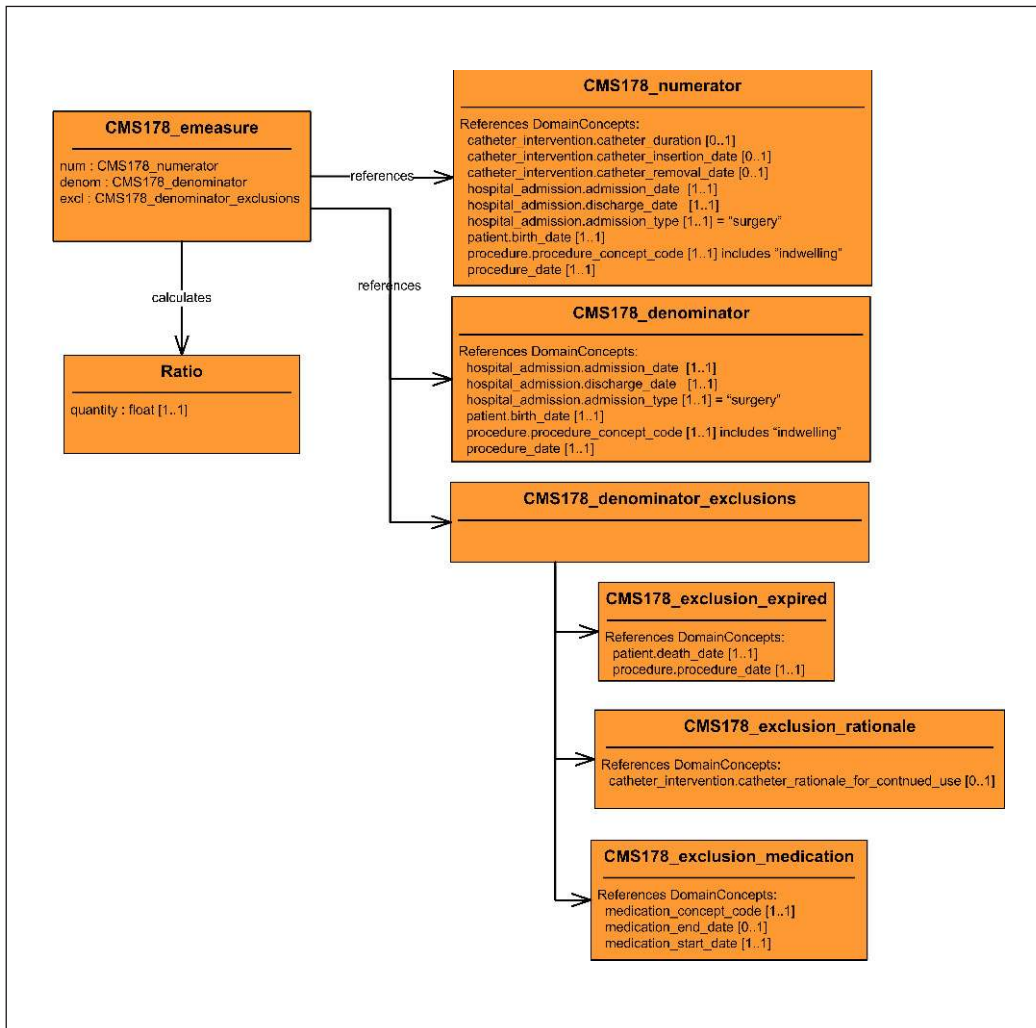 CMS178_emeasure
num : CMS178_numerator
denom : CMS178_denominator
excl : CMS178_denominator_exclusions
references
references
calculates
Ratio
quantity : float [1..1]
CMS178_numerator
References DomainConcepts:
catheter_intervention.catheter_duration [0..1]
catheter_intervention.catheter_insertion_date [0..1]
catheter_intervention.catheter_removal_date [0..1]
hospital_admission.admission_date [1..1]
hospital_admission.discharge_date [1..1]
hospital_admission.admission_type [1..1] = “surgery”
patient.birth_date [1..1]
procedure.procedure_concept_code [1..1] includes “indwelling”
procedure_date [1..1]
CMS178_denominator
References DomainConcepts:
hospital_admission.admission_date [1..1]
hospital_admission.discharge_date [1..1]
hospital_admission.admission_type [1..1] = “surgery”
patient.birth_date [1..1]
procedure.procedure_concept_code [1..1] includes “indwelling”
procedure_date [1..1]
CMS178_denominator_exclusions
CMS178_exclusion_expired
References DomainConcepts:
patient.death_date [1..1]
procedure.procedure_date [1..1]
CMS178_exclusion_rationale
References DomainConcepts:
catheter_intervention.catheter_rationale_for_contnued_use [0..1]
CMS178_exclusion_medication
References DomainConcepts:
medication_concept_code [1..1]
medication_end_date [0..1]
medication_start_date [1..1]